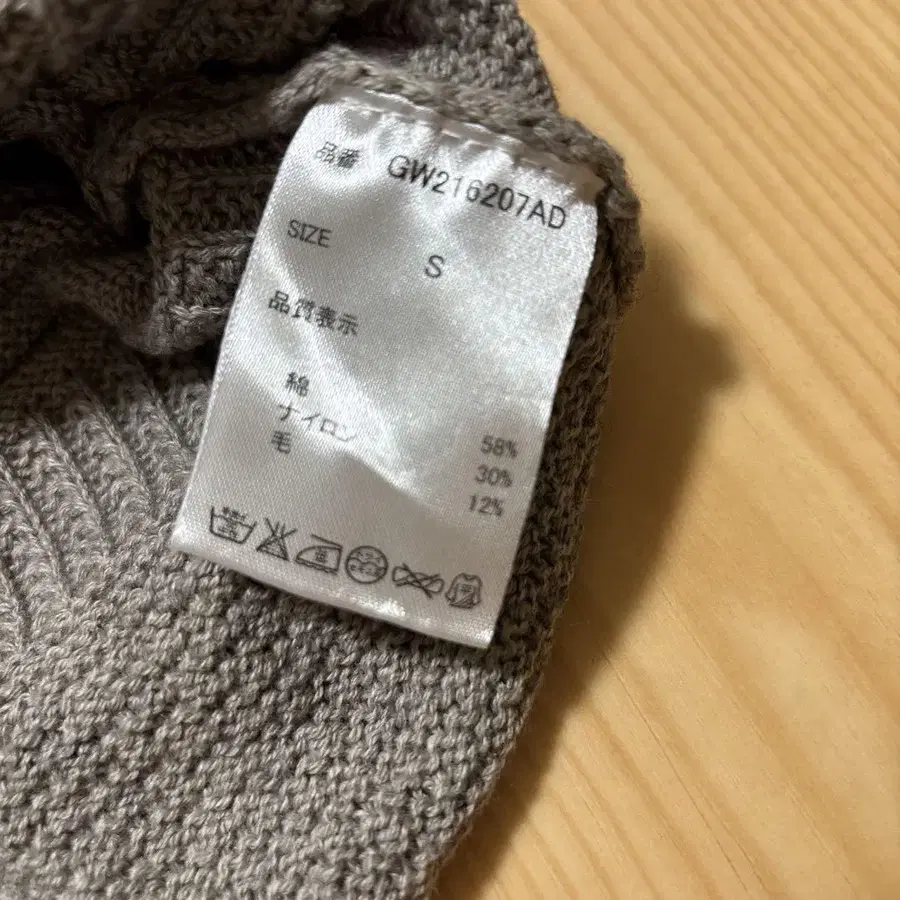 品番 GW216207AD
SIZE S
品質表示
綿 58%
ナイロン 30%
毛 12%